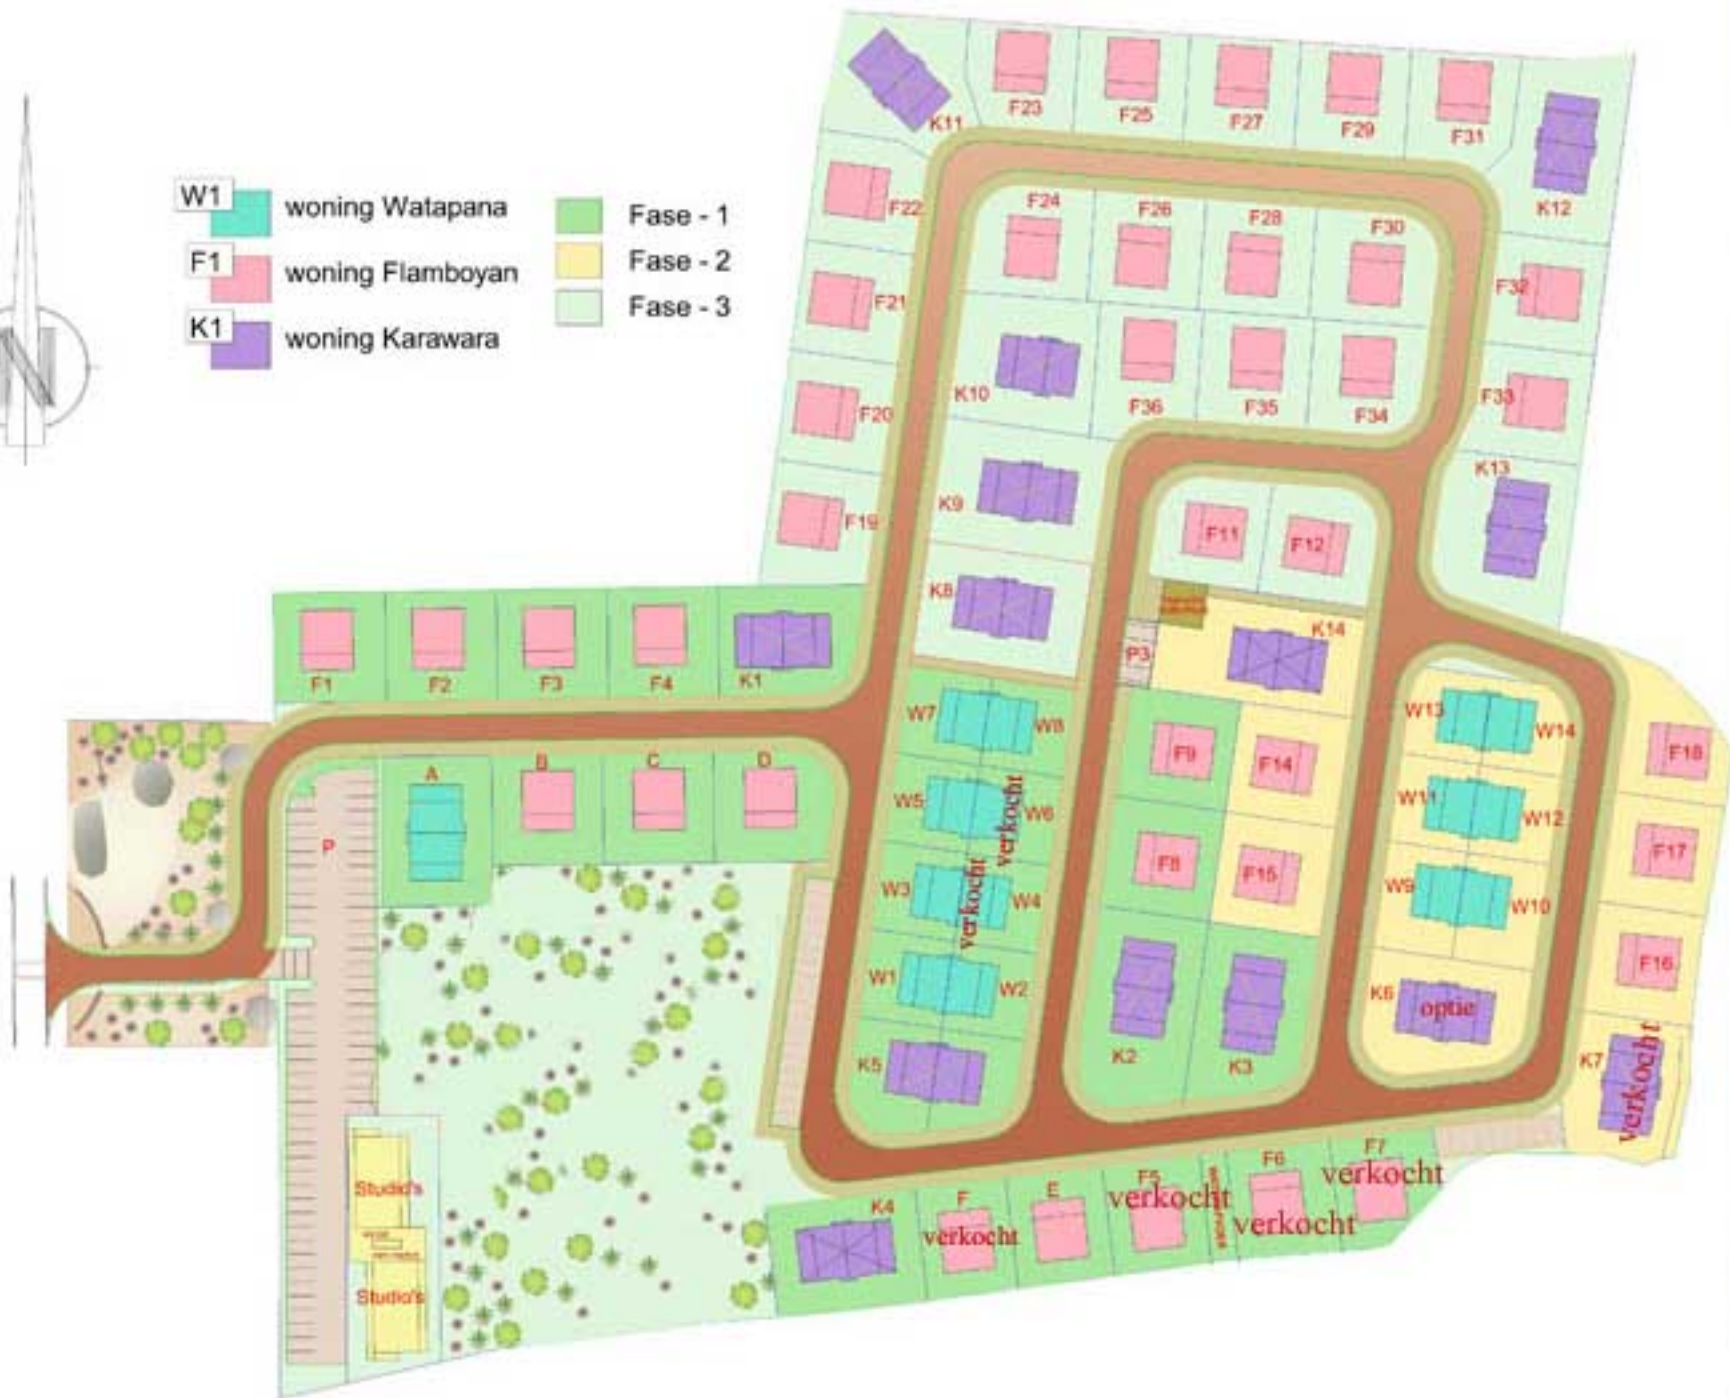 W1
woning Watapana
F1
woning Flamboyan
K1
woning Karawara
Fase - 1
Fase - 2
Fase - 3
N
K11
F23
F25
F27
F29
F31
K12
F22
F24
F26
F28
F30
F32
F21
K10
F36
F35
F34
F33
F20
K9
K13
F19
F11
F12
K8
P3
K14
F1
F2
F3
F4
K1
W7
W8
F9
F14
W13
W14
F18
A
B
C
D
W5
W6
verkocht
W11
W12
P
W3
W4
verkocht
F8
F15
W9
W10
F17
W1
W2
K2
K3
K6
optie
F16
K5
K7
verkocht
Studio's
Studio's
K4
F
verkocht
E
F5
verkocht
F6
verkocht
F7
verkocht